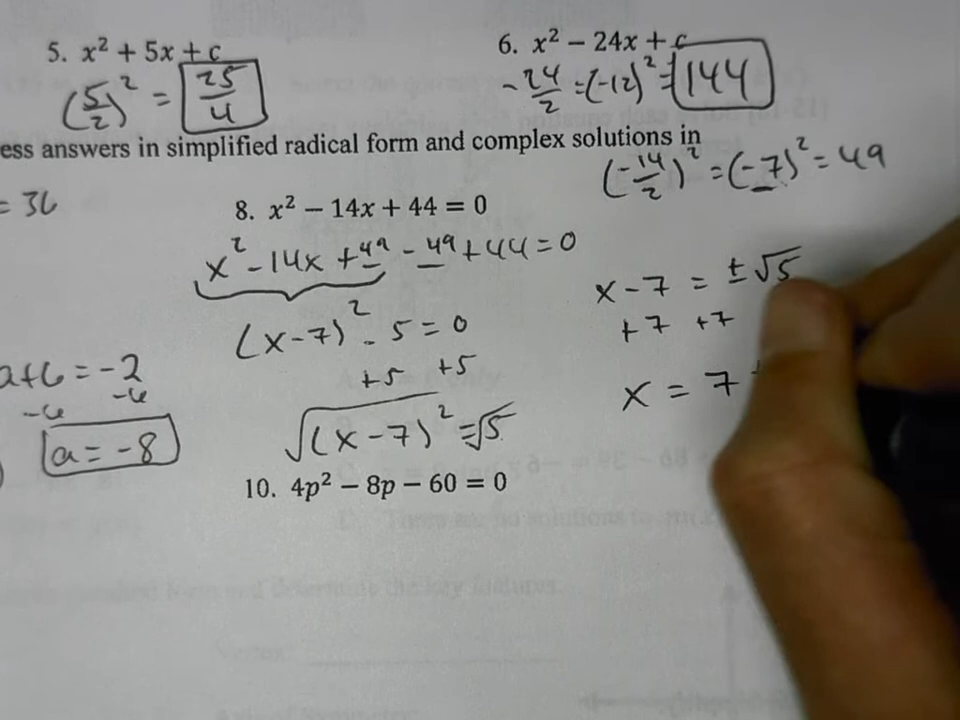 5. x² + 5x + c
(5/2)² = 25/4
6. x² − 24x + c
-24/2 = (-12)² = 144
ess answers in simplified radical form and complex solutions in
= 36
8. x² − 14x + 44 = 0
(-14/2)² = (-7)² = 49
x² - 14x + 49 - 49 + 44 = 0
(x-7)² - 5 = 0
+5 +5
√(x-7)² = √5
x - 7 = ± √5
+7 +7
x = 7
a+6 = -2
-6 -6
a = -8
10. 4p² − 8p − 60 = 0